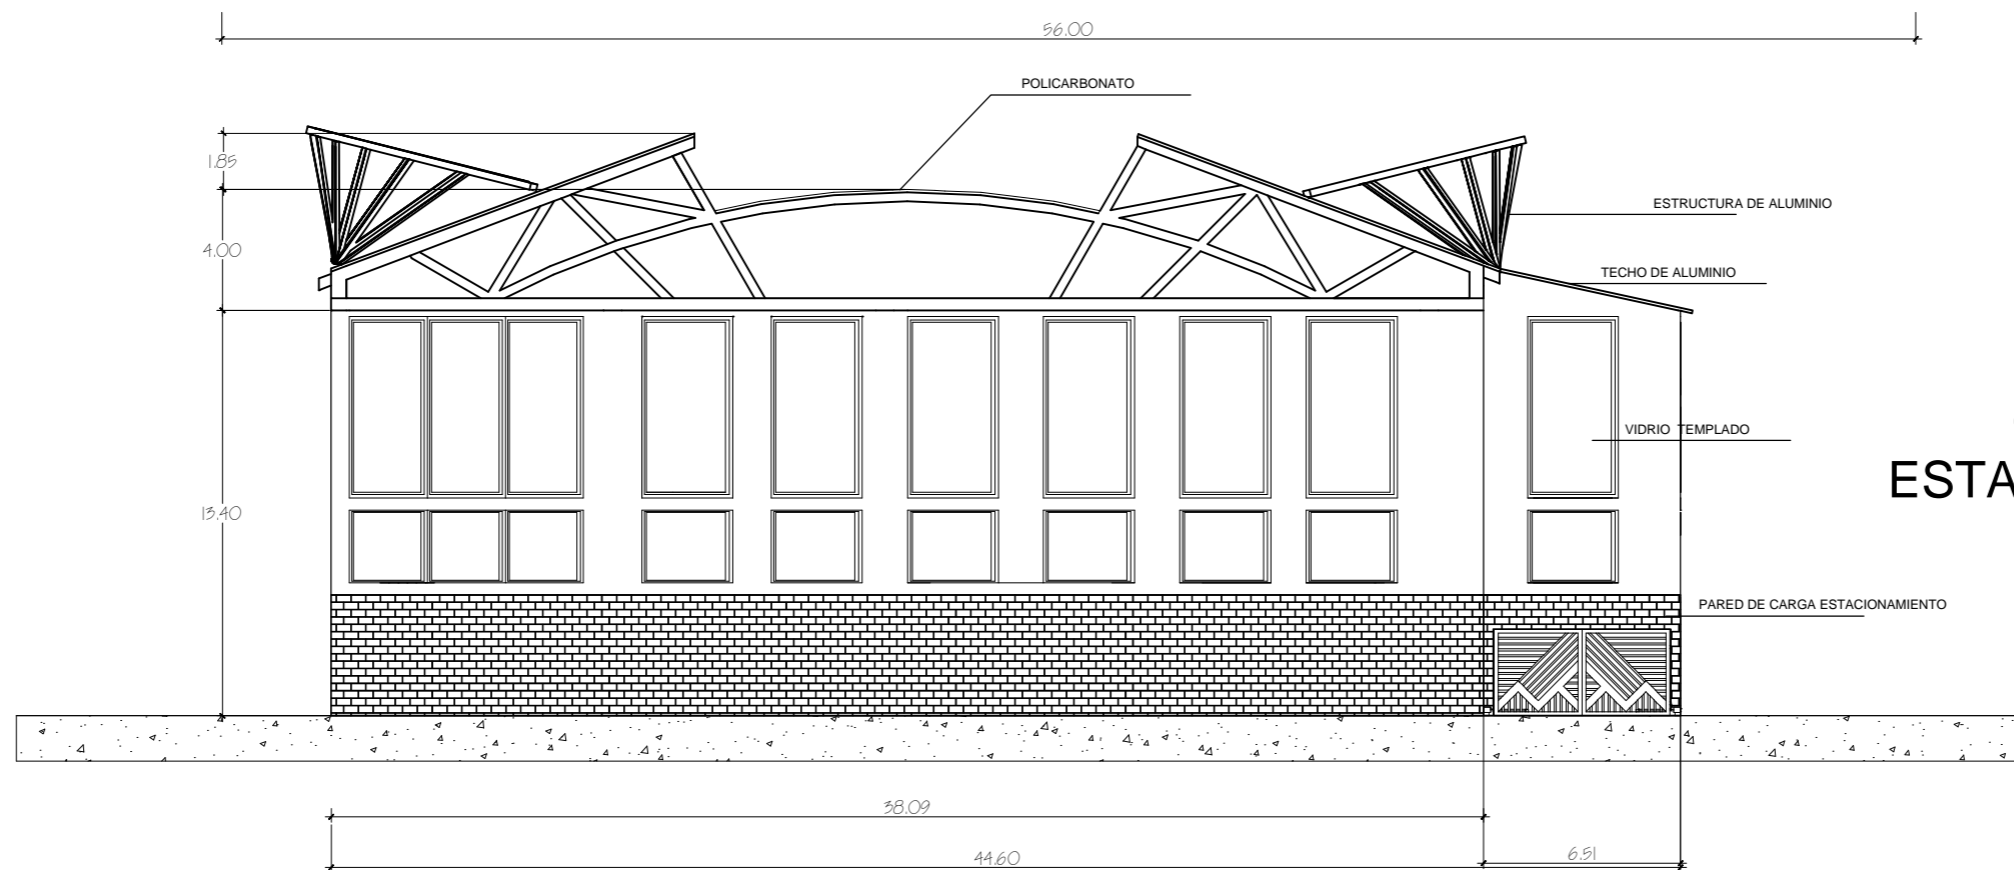 56.00
POLICARBONATO
1.85
ESTRUCTURA DE ALUMINIO
4.00
TECHO DE ALUMINIO
VIDRIO TEMPLADO
ESTA
13.40
PARED DE CARGA ESTACIONAMIENTO
38.09
44.60
6.51